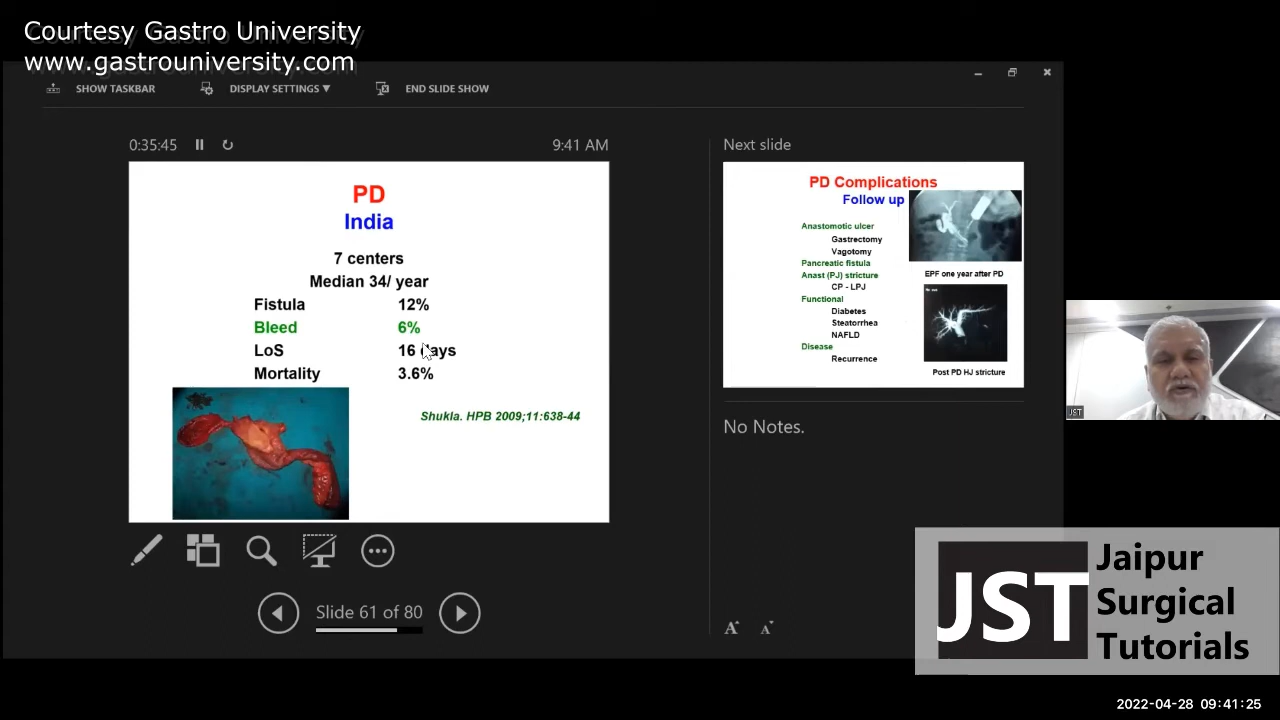 Courtesy Gastro University
www.gastrouniversity.com
SHOW TASKBAR
DISPLAY SETTINGS ▼
END SLIDE SHOW
0:35:45
9:41 AM
PD
India
7 centers
Median 34/ year
Fistula 12%
Bleed 6%
LoS 16 days
Mortality 3.6%
Shukla. HPB 2009;11:638-44
Slide 61 of 80
Next slide
PD Complications
Follow up
Anastomotic ulcer
Gastrectomy
Vagotomy
Pancreatic fistula
Anast (PJ) stricture
CP - LPJ
Functional
Diabetes
Steatorrhea
NAFLD
Disease
Recurrence
EPF one year after PD
Post PD HJ stricture
No Notes.
A A
JST
JST
Jaipur
Surgical
Tutorials
2022-04-28 09:41:25